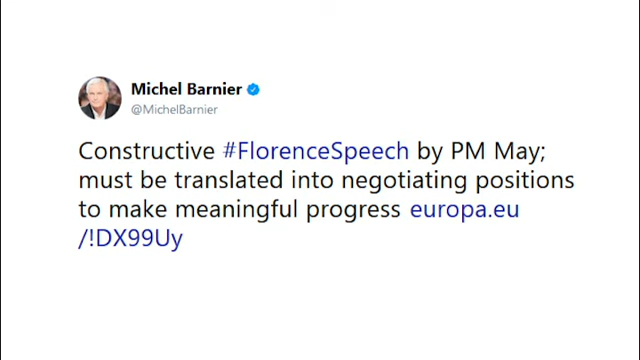 Michel Barnier
@MichelBarnier
Constructive #FlorenceSpeech by PM May;
must be translated into negotiating positions
to make meaningful progress europa.eu
/!DX99Uy